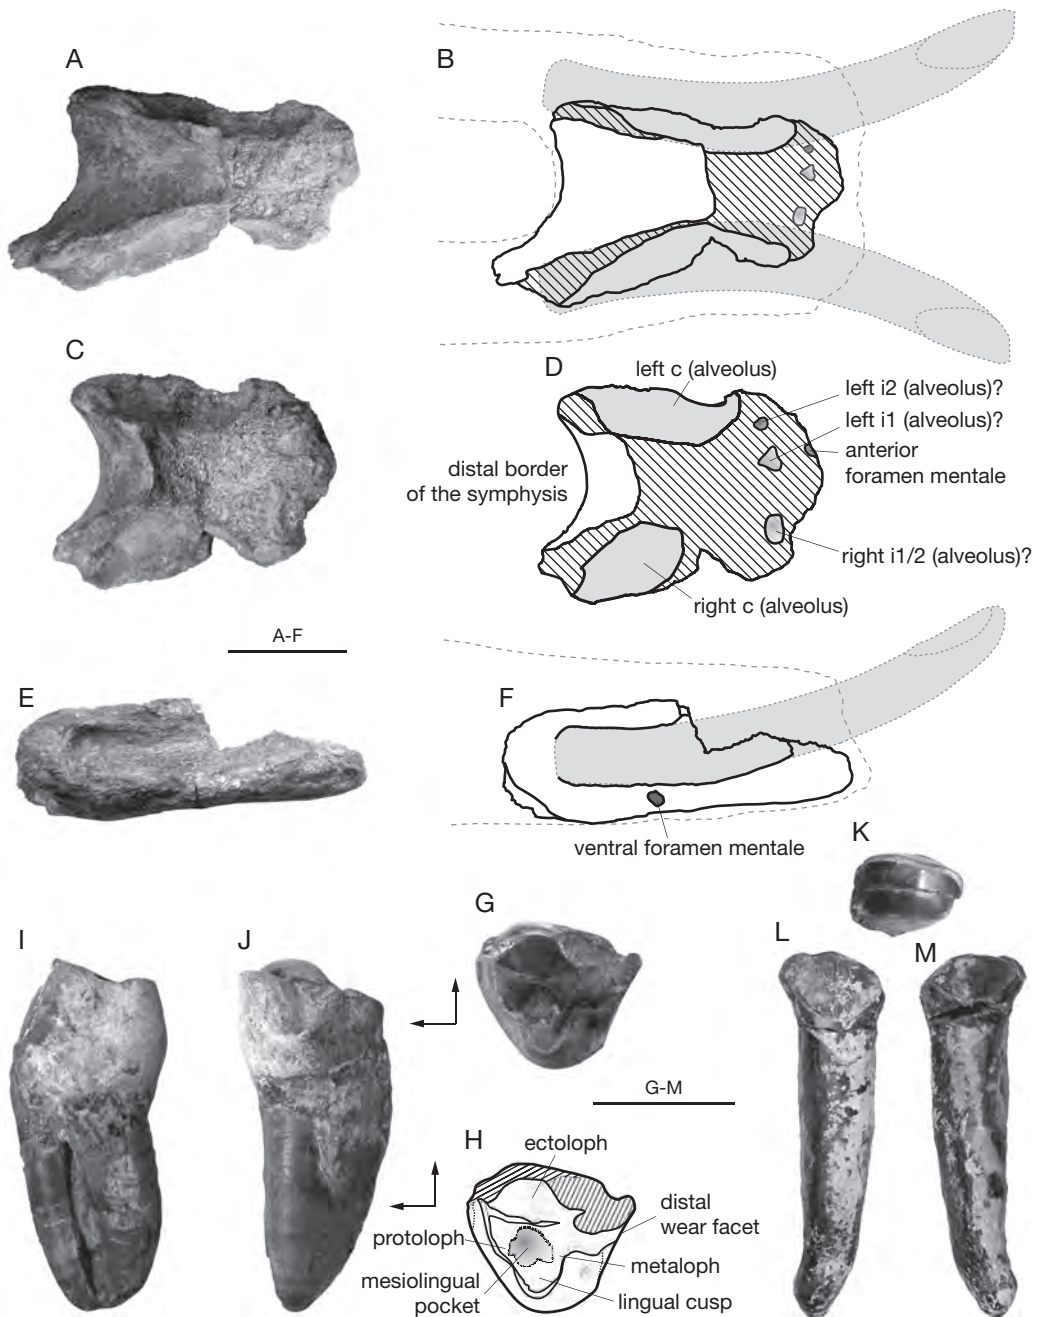 A
B
C
D
left c (alveolus)
left i2 (alveolus)?
left i1 (alveolus)?
anterior
foramen mentale
distal border
of the symphysis
right i1/2 (alveolus)?
right c (alveolus)
A-F
E
F
ventral foramen mentale
K
G
I
J
L
M
G-M
H
ectoloph
distal
wear facet
protoloph
metaloph
mesiolingual
pocket
lingual cusp